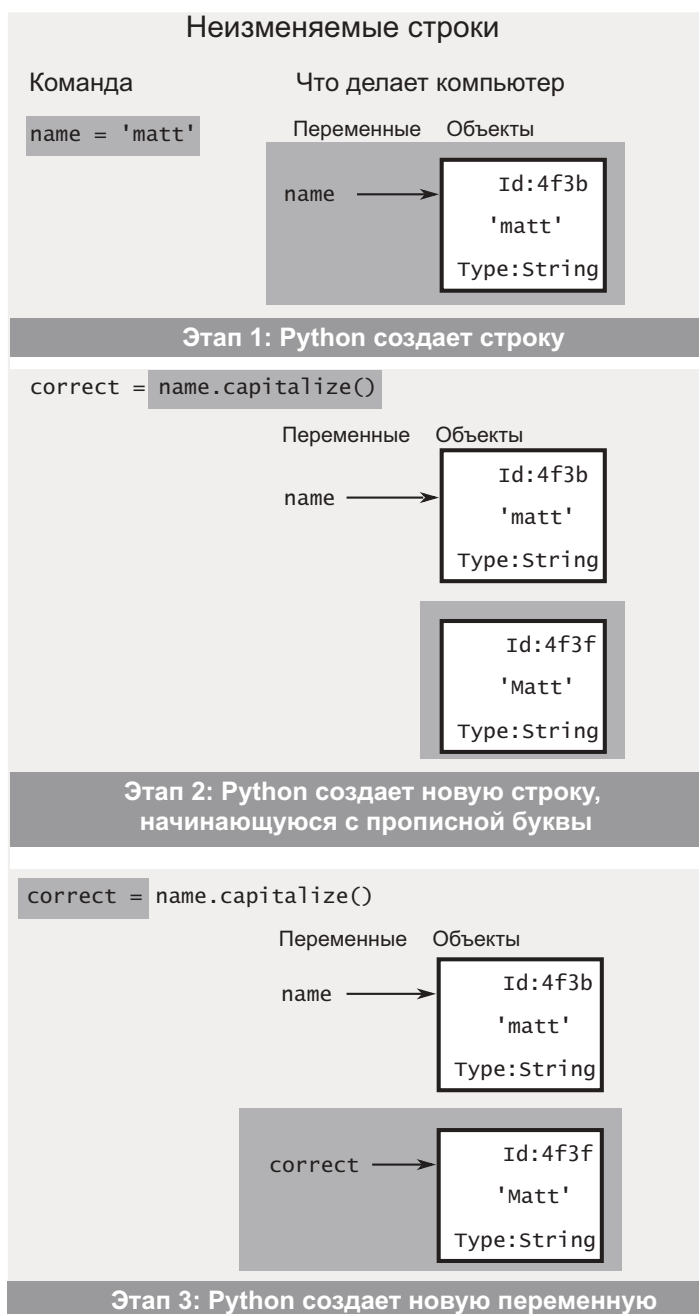 Неизменяемые строки
Команда
Что делает компьютер
name = 'matt'
Переменные
Объекты
name
Id:4f3b
'matt'
Type:String
Этап 1: Python создает строку
correct = name.capitalize()
Переменные
Объекты
name
Id:4f3b
'matt'
Type:String
Id:4f3f
'Matt'
Type:String
Этап 2: Python создает новую строку,
начинающуюся с прописной буквы
correct = name.capitalize()
Переменные
Объекты
name
Id:4f3b
'matt'
Type:String
correct
Id:4f3f
'Matt'
Type:String
Этап 3: Python создает новую переменную